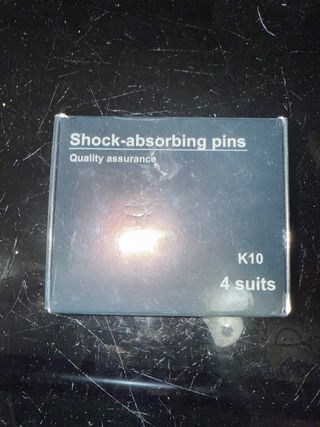 Shock-absorbing pins
Quality assurance
K10
4 suits